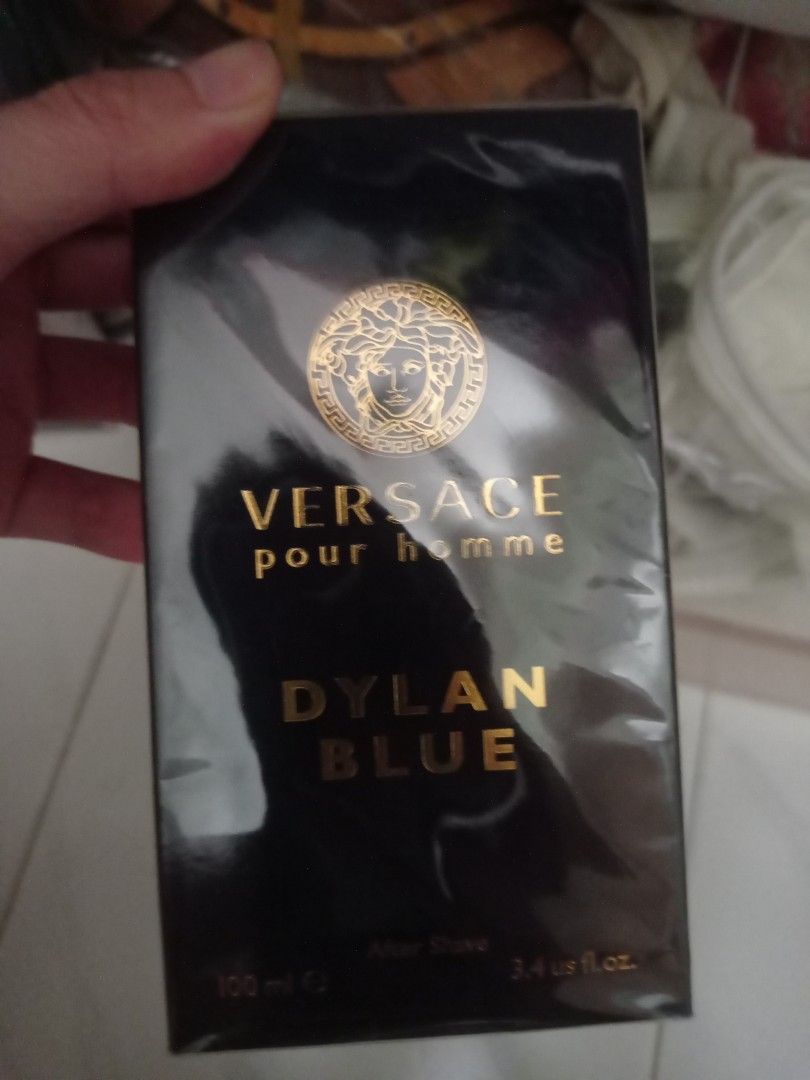 VERSACE
pour homme
DYLAN
BLUE
After Shave
100 ml ℮ 3.4 us fl.oz.